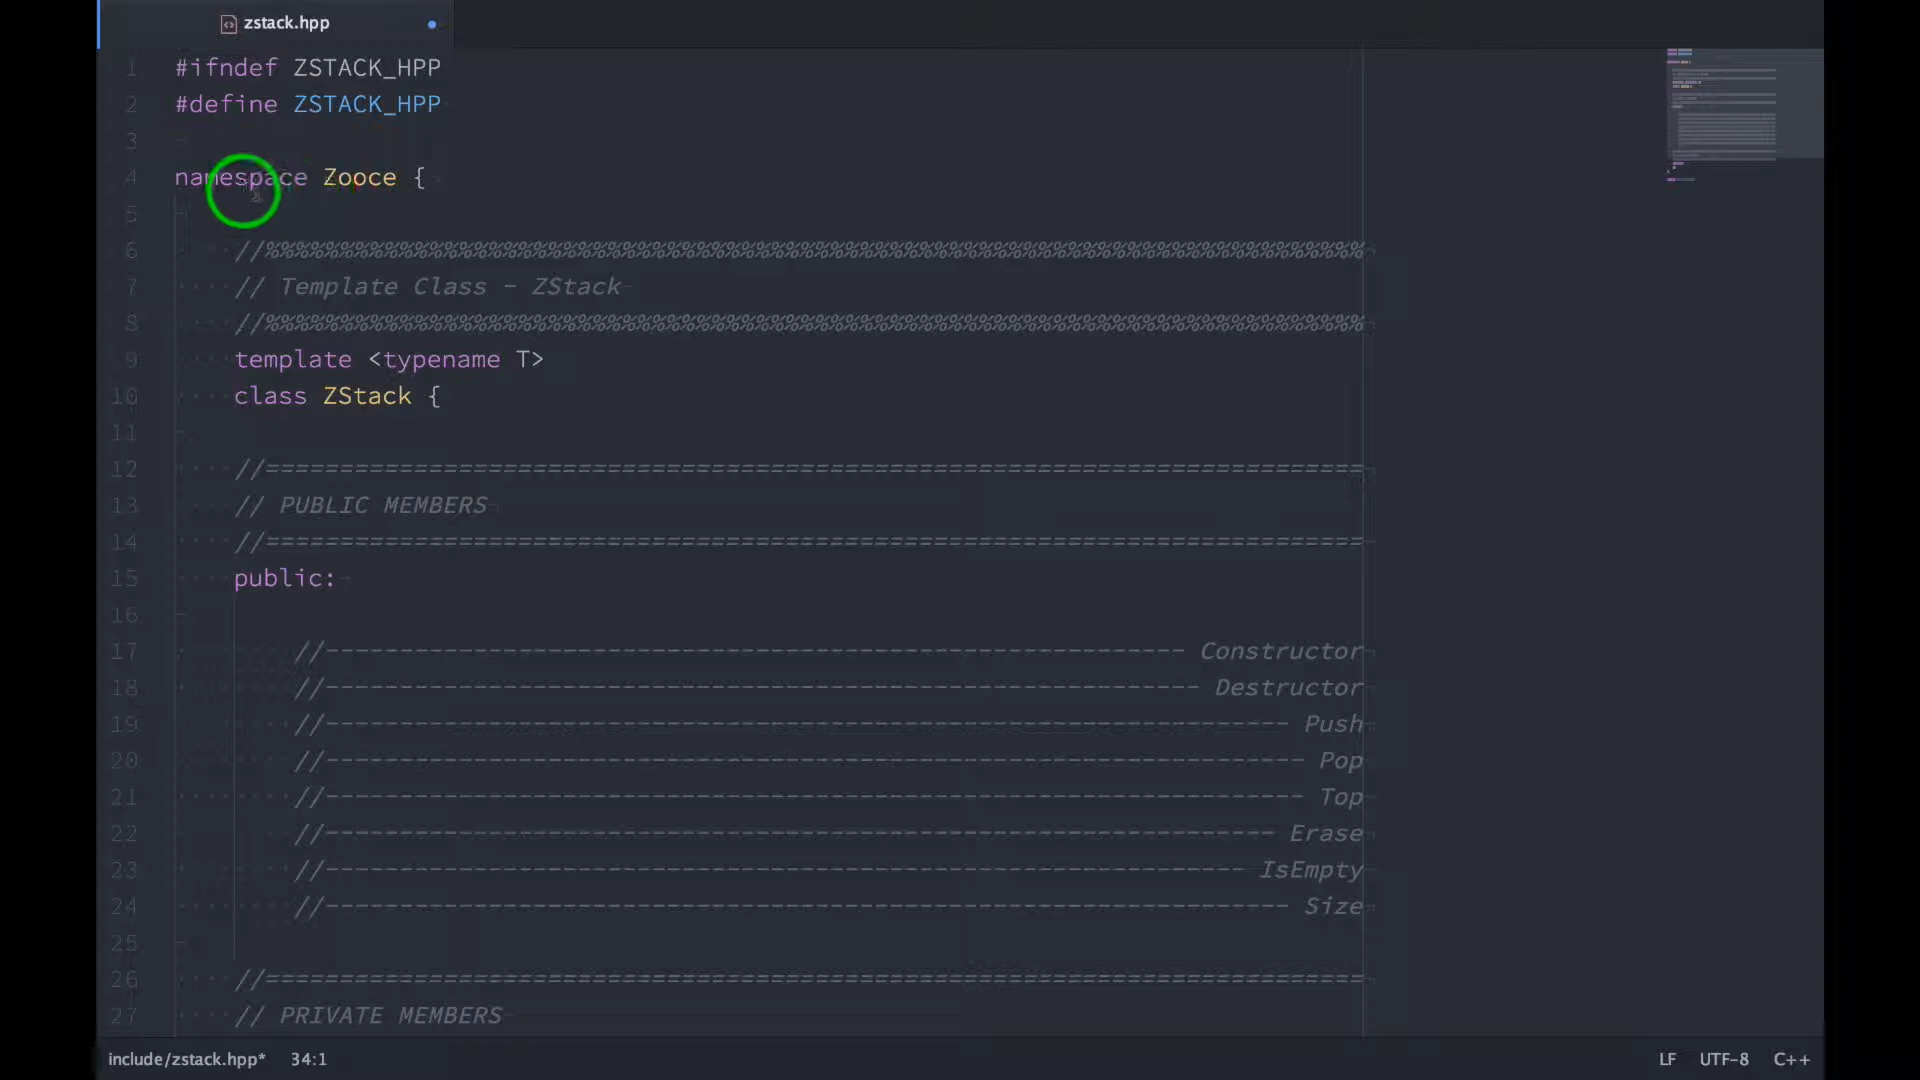 zstack.hpp
1 #ifndef ZSTACK_HPP
2 #define ZSTACK_HPP
3
4 namespace Zooce {
5
6 //%%%%%%%%%%%%%%%%%%%%%%%%%%%%%%%%%%%%%%%%%%%%%%%%%%%%%%%%%%%%%%%%%%%%%%%%%%
7 // Template Class - ZStack
8 //%%%%%%%%%%%%%%%%%%%%%%%%%%%%%%%%%%%%%%%%%%%%%%%%%%%%%%%%%%%%%%%%%%%%%%%%%%
9 template <typename T>
10 class ZStack {
11
12 //==========================================================================
13 // PUBLIC MEMBERS
14 //==========================================================================
15 public:
16
17 //---------------------------------------------------------- Constructor
18 //----------------------------------------------------------- Destructor
19 //----------------------------------------------------------------- Push
20 //------------------------------------------------------------------ Pop
21 //------------------------------------------------------------------ Top
22 //---------------------------------------------------------------- Erase
23 //-------------------------------------------------------------- IsEmpty
24 //----------------------------------------------------------------- Size
25
26 //==========================================================================
27 // PRIVATE MEMBERS
include/zstack.hpp* 34:1 LF UTF-8 C++